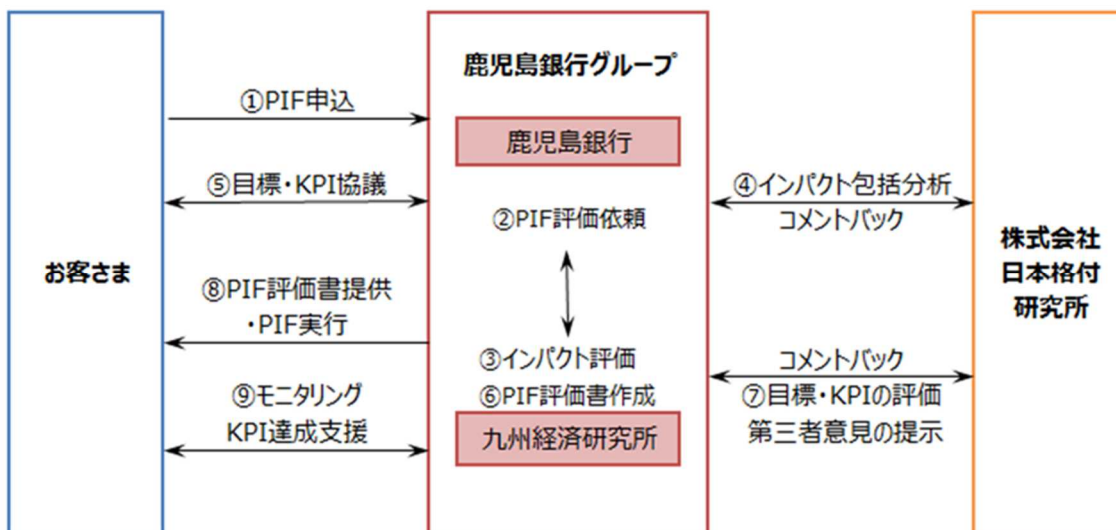 お客さま
①PIF申込
⑤目標・KPI協議
⑧PIF評価書提供
・PIF実行
⑨モニタリング
KPI達成支援
鹿児島銀行グループ
鹿児島銀行
②PIF評価依頼
③インパクト評価
⑥PIF評価書作成
九州経済研究所
④インパクト包括分析
コメントバック
コメントバック
⑦目標・KPIの評価
第三者意見の提示
株式会社
日本格付
研究所